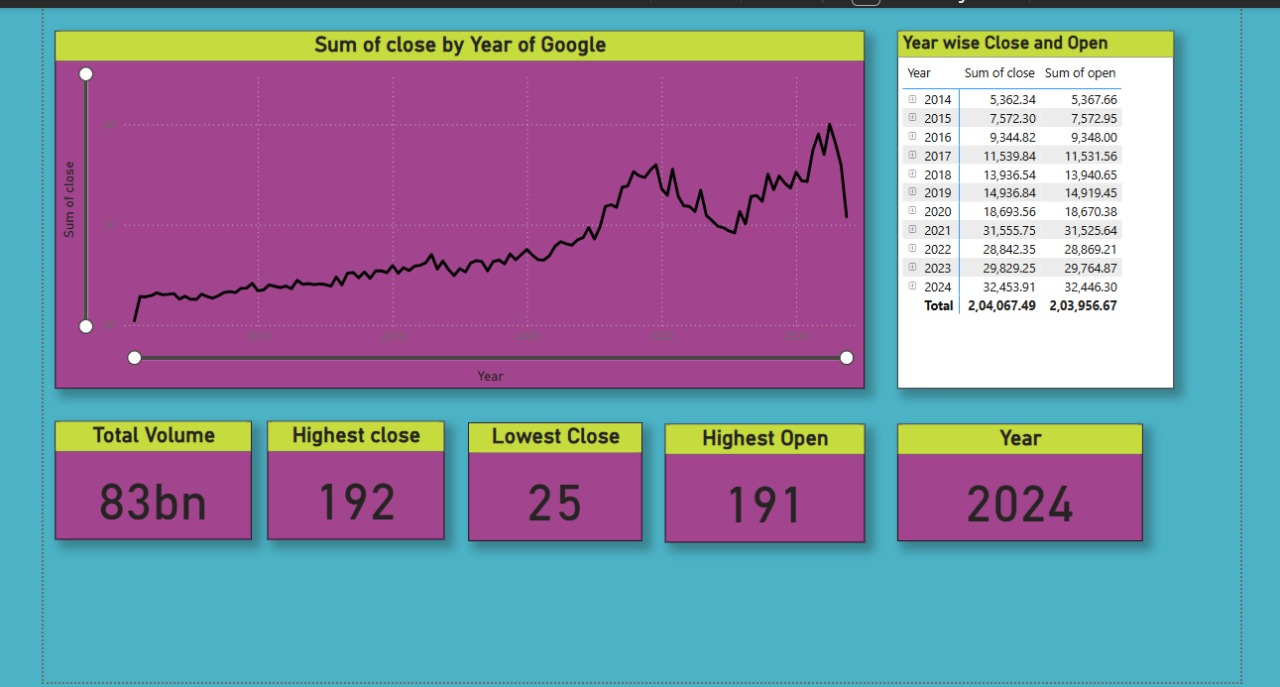 Sum of close by Year of Google
Sum of close
Year
Year wise Close and Open
Year Sum of close Sum of open
2014 5,362.34 5,367.66
2015 7,572.30 7,572.95
2016 9,344.82 9,348.00
2017 11,539.84 11,531.56
2018 13,936.54 13,940.65
2019 14,936.84 14,919.45
2020 18,693.56 18,670.38
2021 31,555.75 31,525.64
2022 28,842.35 28,869.21
2023 29,829.25 29,764.87
2024 32,453.91 32,446.30
Total 2,04,067.49 2,03,956.67
Total Volume
83bn
Highest close
192
Lowest Close
25
Highest Open
191
Year
2024